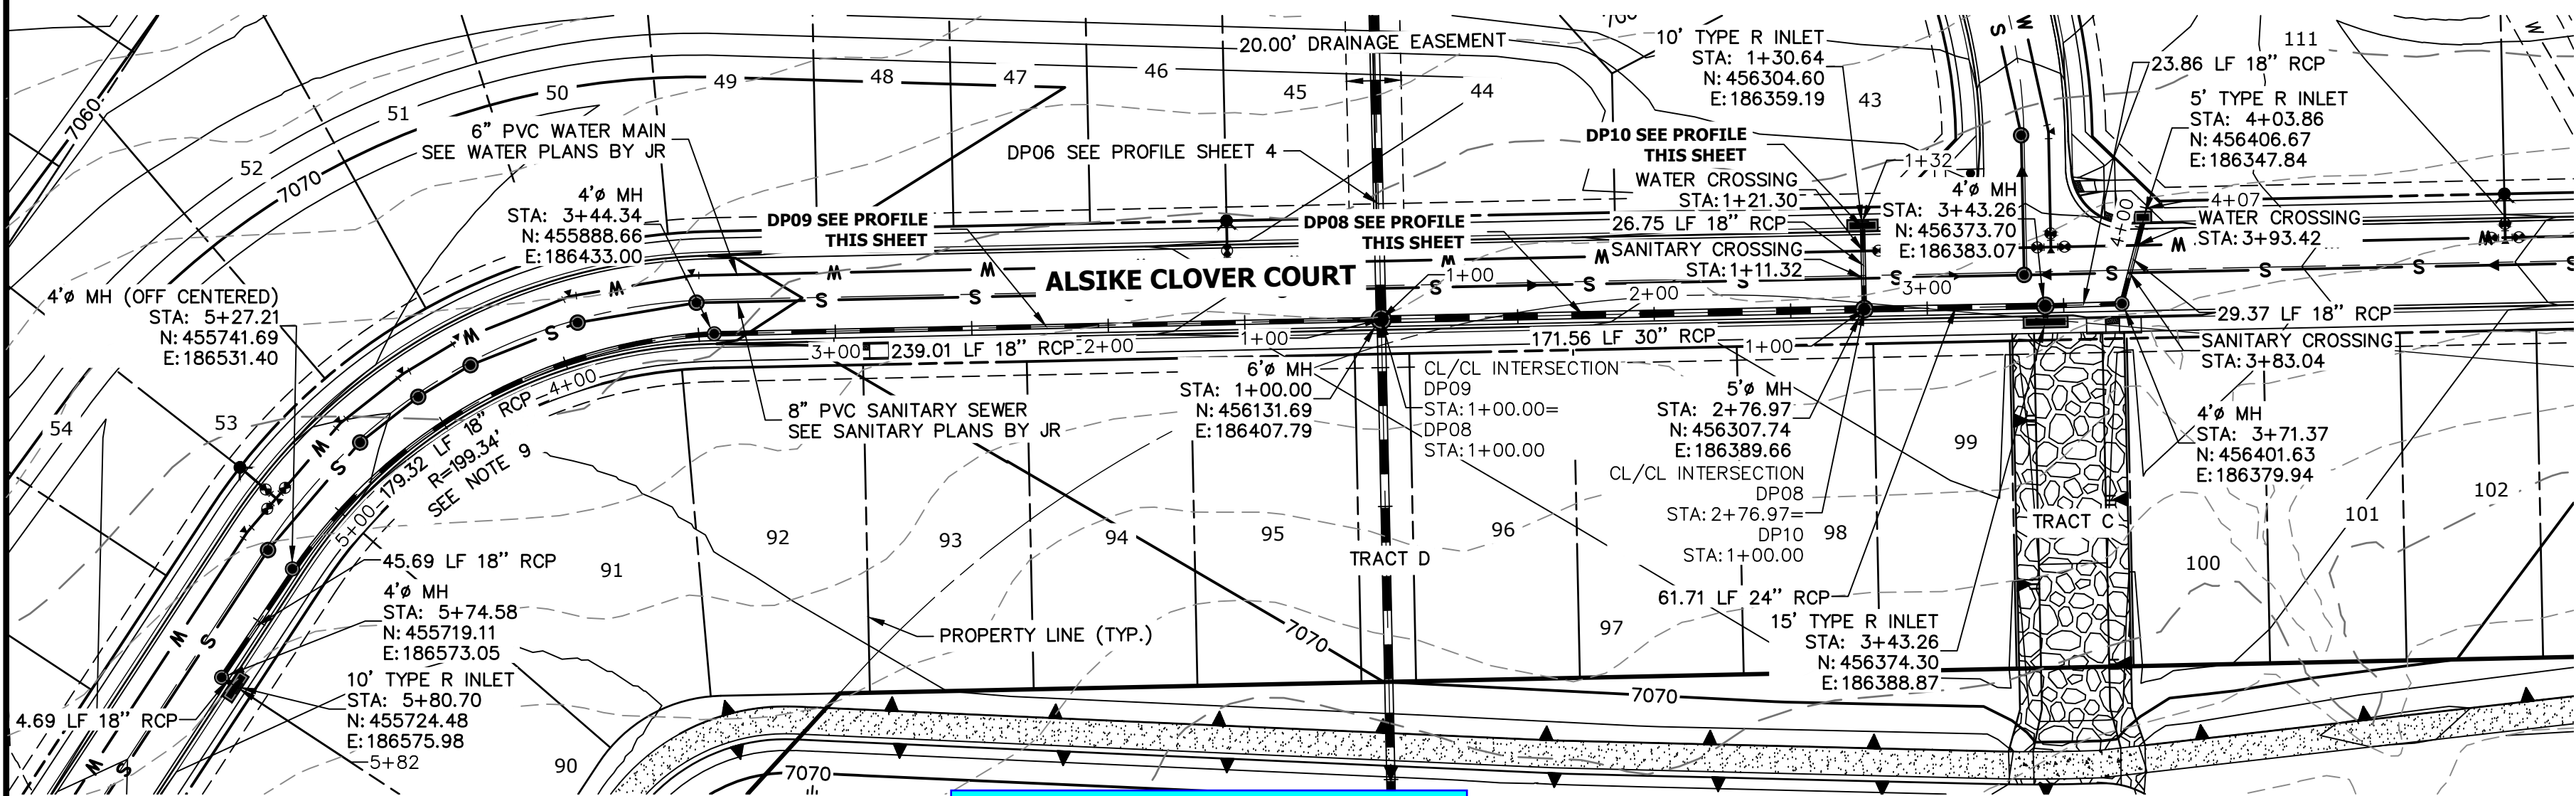 7060
51
50
49
48
47
46
20.00' DRAINAGE EASEMENT
45
44
10' TYPE R INLET
STA: 1+30.64
N:456304.60
E:186359.19
43
S
W
23.86 LF 18" RCP
111
5' TYPE R INLET
STA: 4+03.86
N:456406.67
E:186347.84
52
7070
6" PVC WATER MAIN
SEE WATER PLANS BY JR
DP06 SEE PROFILE SHEET 4
DP10 SEE PROFILE
THIS SHEET
1+32
WATER CROSSING
STA:1+21.30
26.75 LF 18" RCP
SANITARY CROSSING
STA:1+11.32
4'ø MH
STA: 3+43.26
N:456373.70
E:186383.07
4+00
4+07
WATER CROSSING
STA:3+93.42
4'ø MH
STA: 3+44.34
N:455888.66
E:186433.00
DP09 SEE PROFILE
THIS SHEET
DP08 SEE PROFILE
THIS SHEET
ALSIKE CLOVER COURT
1+00
2+00
3+00
4'ø MH (OFF CENTERED)
STA: 5+27.21
N:455741.69
E:186531.40
29.37 LF 18" RCP
SANITARY CROSSING
STA:3+83.04
3+00
239.01 LF 18" RCP
2+00
1+00
171.56 LF 30" RCP
1+00
4+00
54
53
179.32 LF 18" RCP
R=199.34'
SEE NOTE 9
5+00
8" PVC SANITARY SEWER
SEE SANITARY PLANS BY JR
6'ø MH
STA: 1+00.00
N:456131.69
E:186407.79
CL/CL INTERSECTION
DP09
STA:1+00.00=
DP08
STA:1+00.00
5'ø MH
STA: 2+76.97
N:456307.74
E:186389.66
CL/CL INTERSECTION
DP08
STA:2+76.97=
DP10
STA:1+00.00
99
98
4'ø MH
STA: 3+71.37
N:456401.63
E:186379.94
102
101
100
TRACT C
92
93
94
95
96
TRACT D
97
91
45.69 LF 18" RCP
4'ø MH
STA: 5+74.58
N:455719.11
E:186573.05
10' TYPE R INLET
STA: 5+80.70
N:455724.48
E:186575.98
5+82
4.69 LF 18" RCP
PROPERTY LINE (TYP.)
7070
61.71 LF 24" RCP
15' TYPE R INLET
STA: 3+43.26
N:456374.30
E:186388.87
7070
90
7070